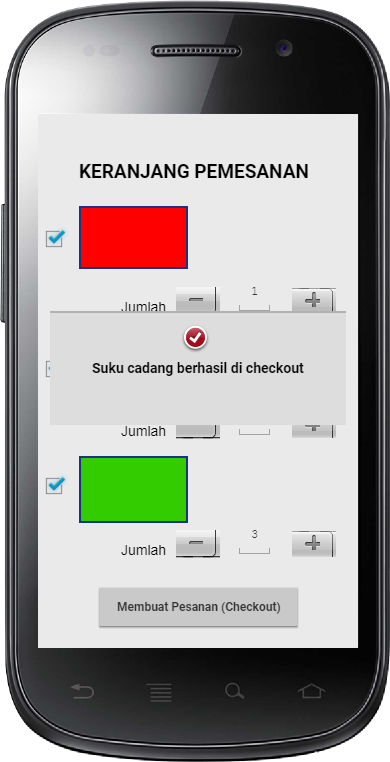 KERANJANG PEMESANAN
Jumlah − 1 +
Suku cadang berhasil di checkout
Jumlah
Jumlah − 3 +
Membuat Pesanan (Checkout)